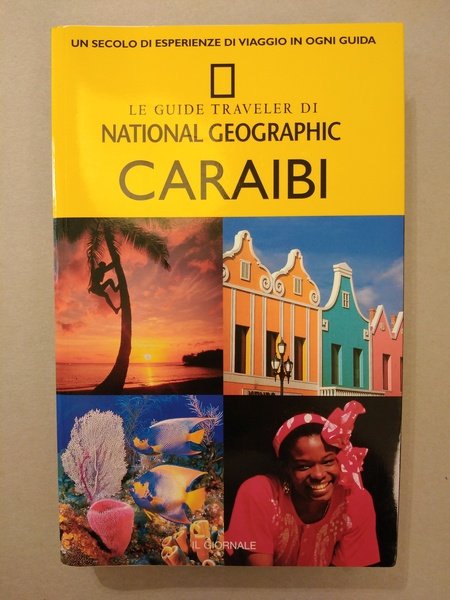 UN SECOLO DI ESPERIENZE DI VIAGGIO IN OGNI GUIDA
LE GUIDE TRAVELER DI
NATIONAL GEOGRAPHIC
CARAIBI
IL GIORNALE